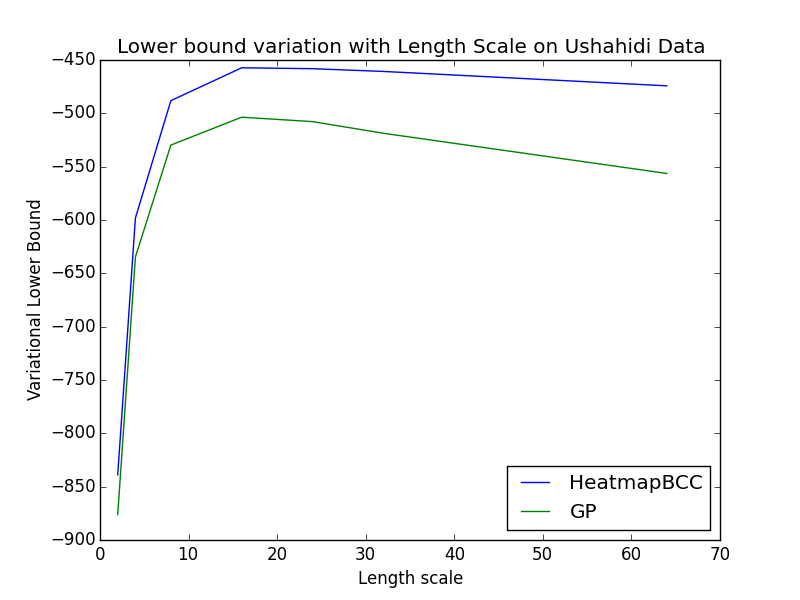 Lower bound variation with Length Scale on Ushahidi Data
−450
−500
−550
−600
−650
−700
−750
−800
−850
−900
Variational Lower Bound
HeatmapBCC
GP
0 10 20 30 40 50 60 70
Length scale